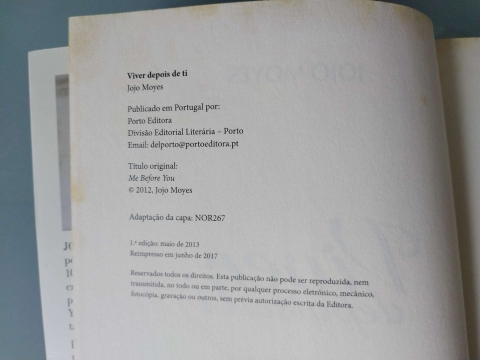 Viver depois de ti
Jojo Moyes
Publicado em Portugal por:
Porto Editora
Divisão Editorial Literária – Porto
Email: delporto@portoeditora.pt
Título original:
Me Before You
© 2012, Jojo Moyes
Adaptação da capa: NOR267
1.ª edição: maio de 2013
Reimpresso em junho de 2017
Reservados todos os direitos. Esta publicação não pode ser reproduzida, nem
transmitida, no todo ou em parte, por qualquer processo eletrónico, mecânico,
fotocópia, gravação ou outros, sem prévia autorização escrita da Editora.